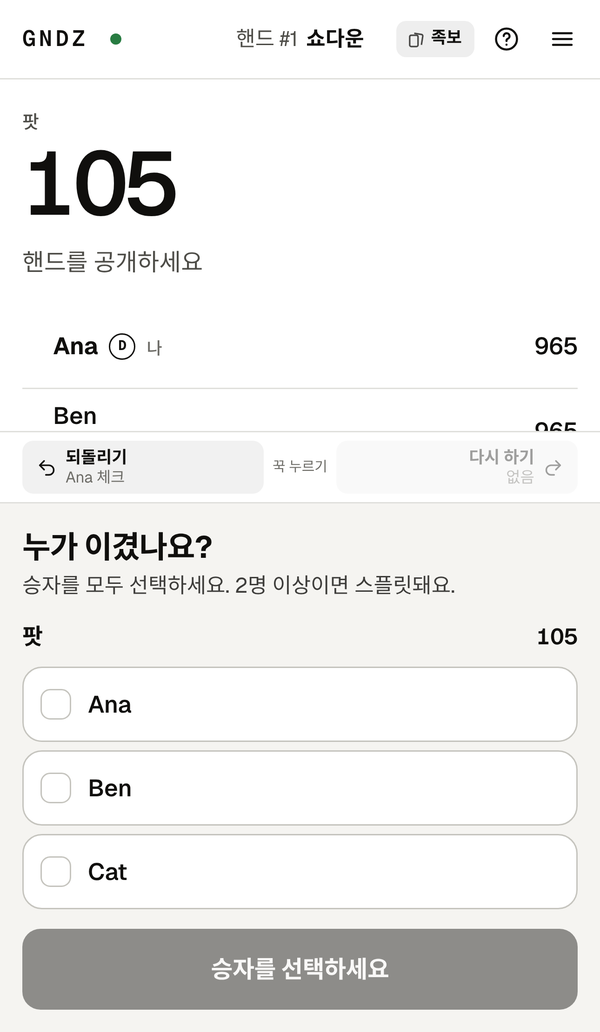 GNDZ
핸드 #1 쇼다운
족보
팟
105
핸드를 공개하세요
Ana D 나 965
Ben 965
되돌리기
Ana 체크
꾹 누르기
다시 하기
없음
누가 이겼나요?
승자를 모두 선택하세요. 2명 이상이면 스플릿돼요.
팟 105
Ana
Ben
Cat
승자를 선택하세요